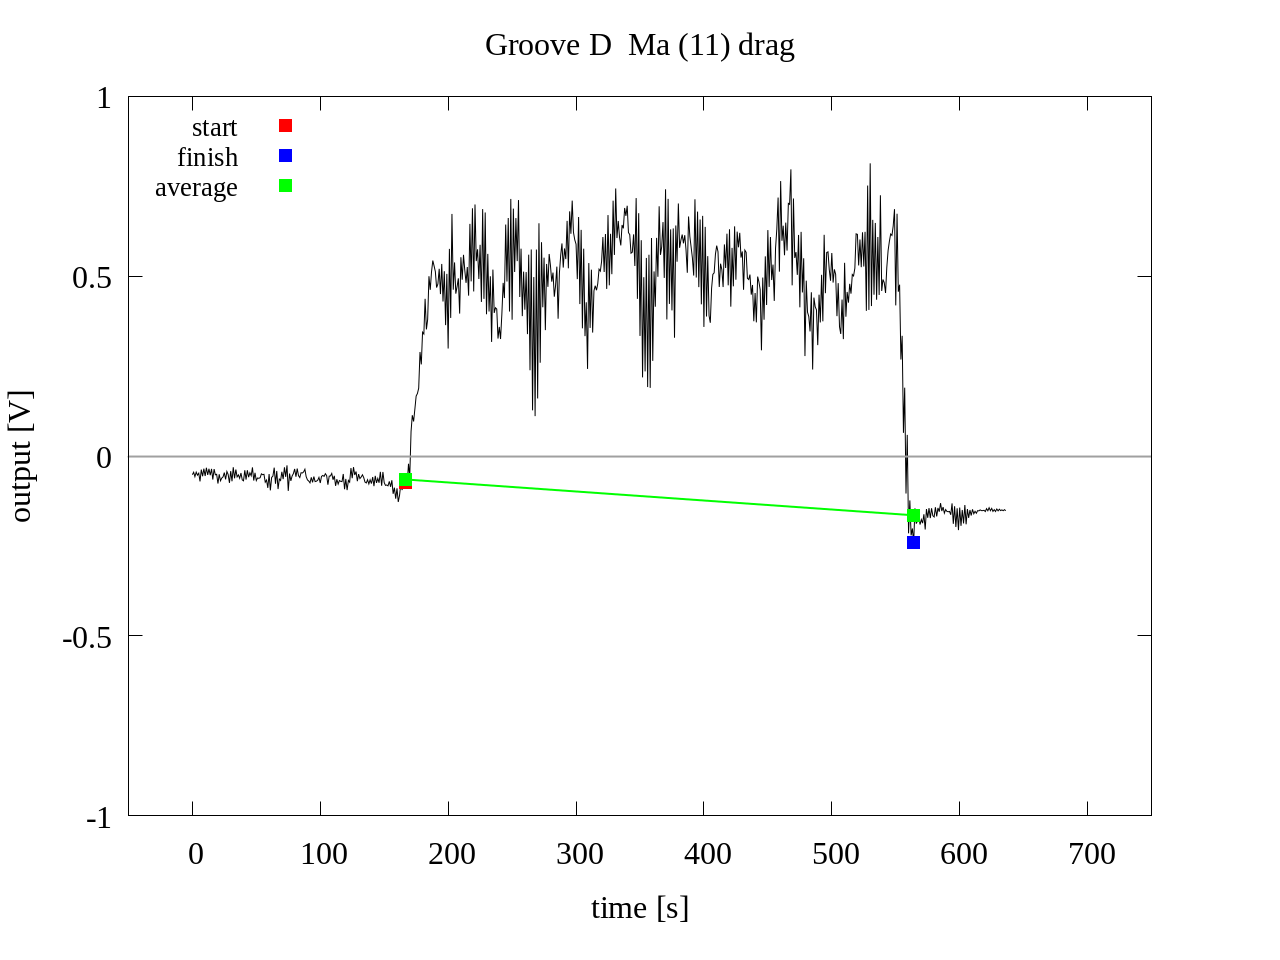 Groove D  Ma (11) drag
start
finish
average
1
0.5
0
-0.5
-1
output [V]
0 100 200 300 400 500 600 700
time [s]